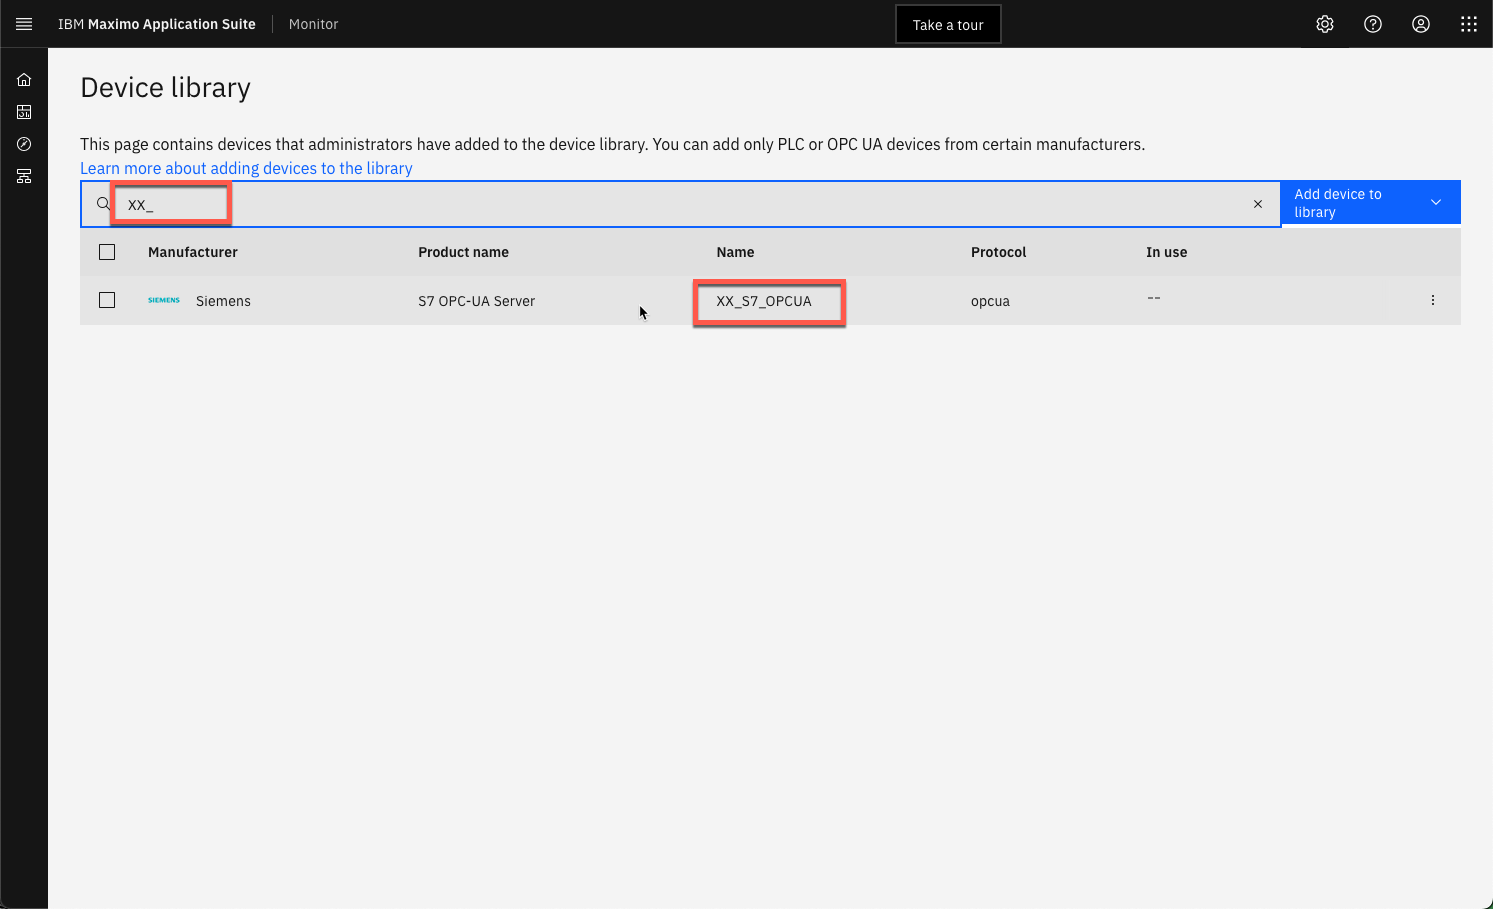 IBM Maximo Application Suite Monitor Take a tour
Device library
This page contains devices that administrators have added to the device library. You can add only PLC or OPC UA devices from certain manufacturers.
Learn more about adding devices to the library
XX_
Add device to
library
Manufacturer Product name Name Protocol In use
SIEMENS Siemens S7 OPC-UA Server XX_S7_OPCUA opcua --